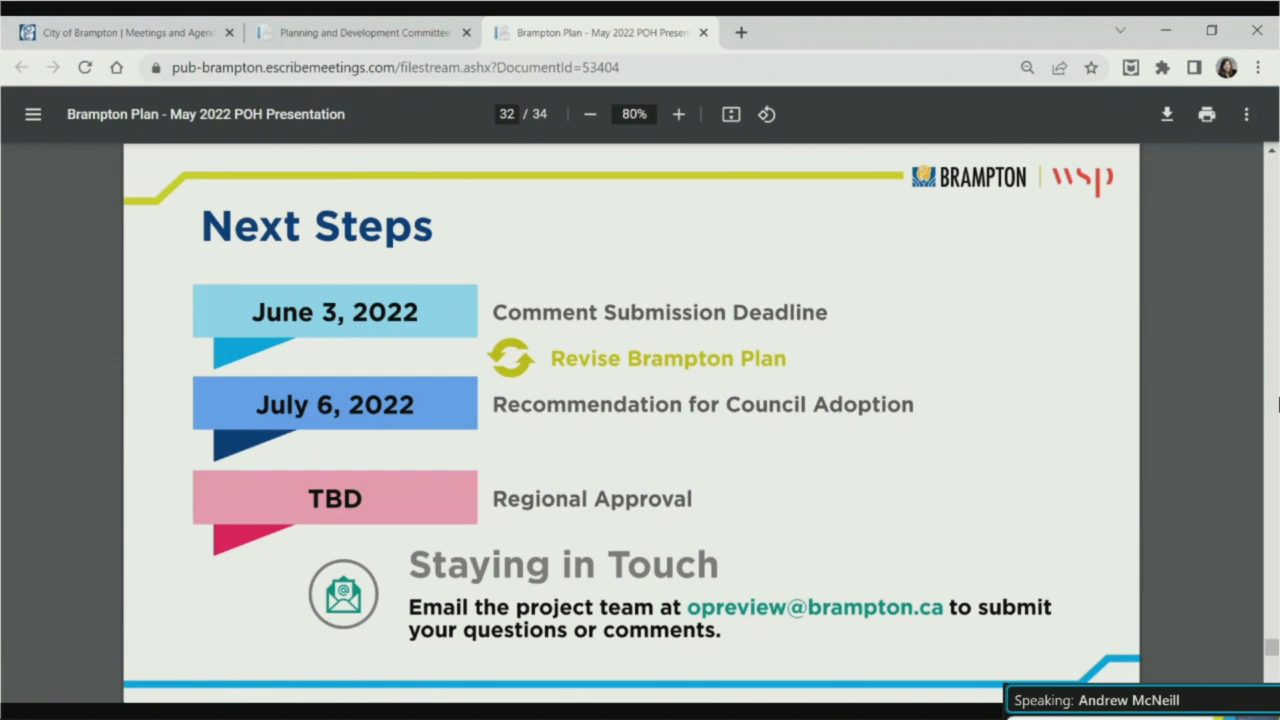 City of Brampton | Meetings and Agen
Planning and Development Committee
Brampton Plan - May 2022 POH Presen
pub-brampton.escribemeetings.com/filestream.ashx?DocumentId=53404
Brampton Plan - May 2022 POH Presentation
32 / 34
80%
BRAMPTON
wsp
Next Steps
June 3, 2022
Comment Submission Deadline
Revise Brampton Plan
July 6, 2022
Recommendation for Council Adoption
TBD
Regional Approval
Staying in Touch
Email the project team at opreview@brampton.ca to submit
your questions or comments.
Speaking: Andrew McNeill